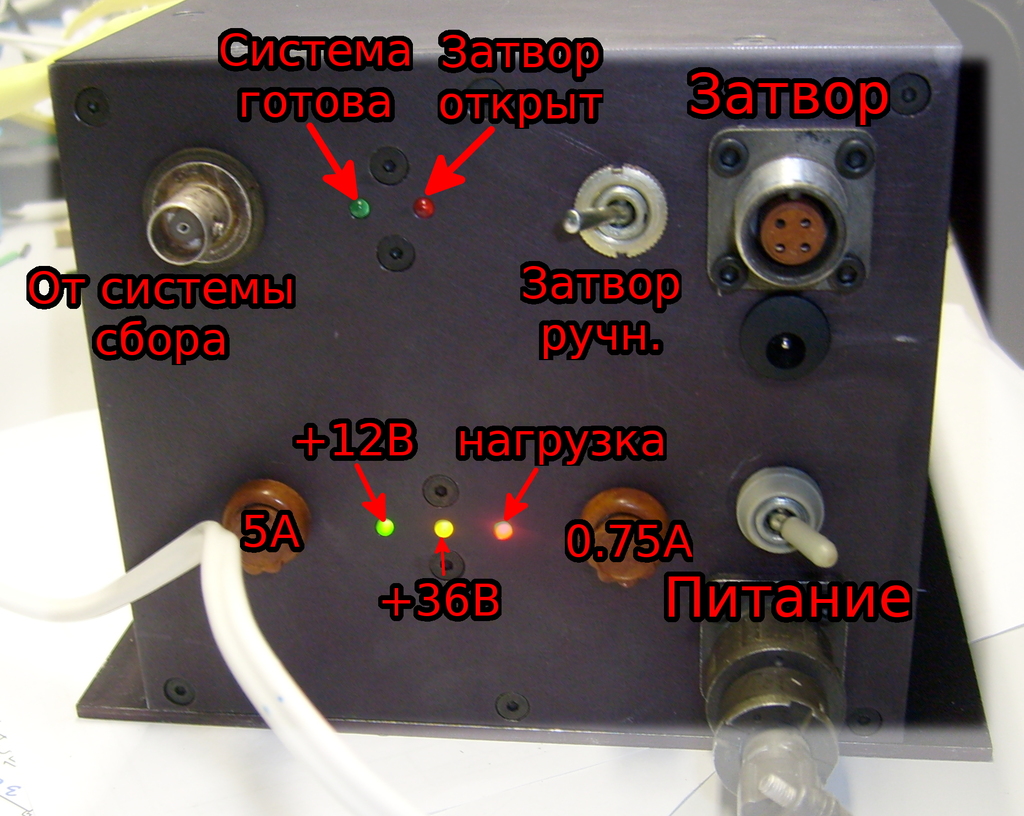 Система
готова
Затвор
открыт
Затвор
От системы
сбора
Затвор
ручн.
+12В
нагрузка
5А
0.75А
+36В
Питание